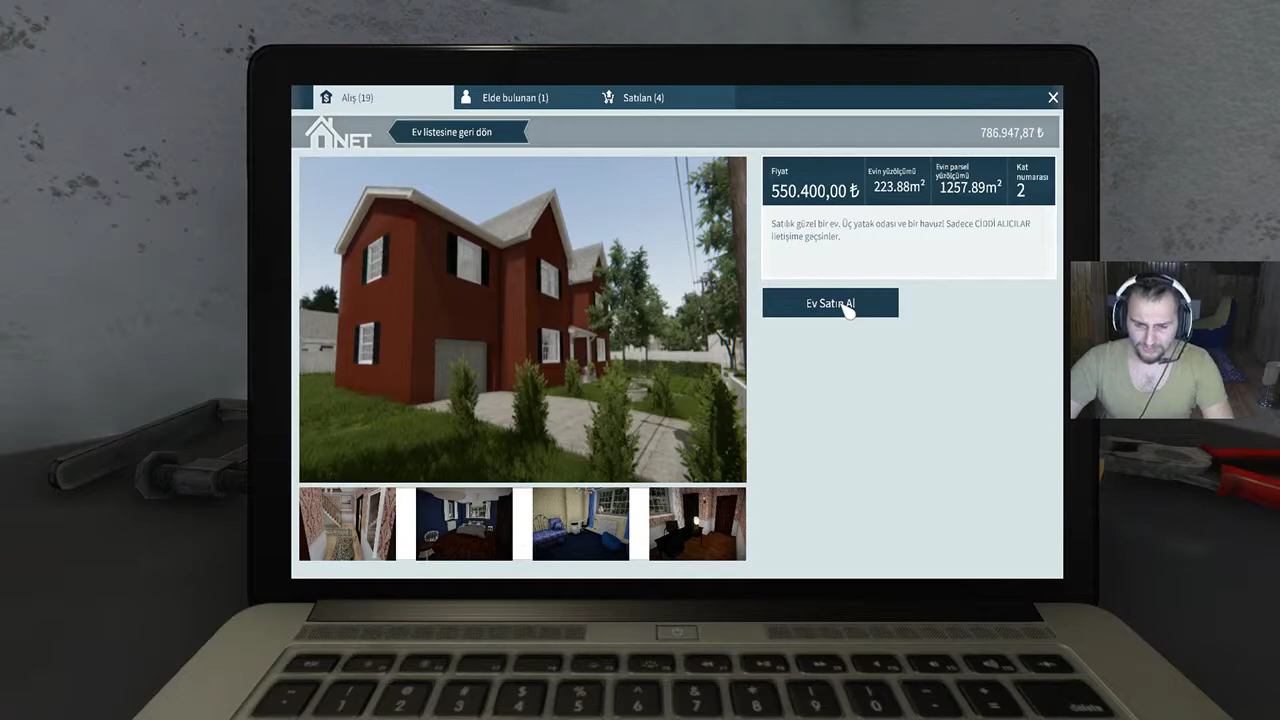 Alış (19)
Elde bulunan (1)
Satılan (4)
NET
Ev listesine geri dön
786.947,87 ₺
Fiyat
550.400,00 ₺
Evin yüzölçümü
223.88m²
Evin parsel
yüzölçümü
1257.89m²
Kat
numarası
2
Satılık güzel bir ev. Üç yatak odası ve bir havuz! Sadece CİDDİ ALICILAR
iletişime geçsinler.
Ev Satın Al